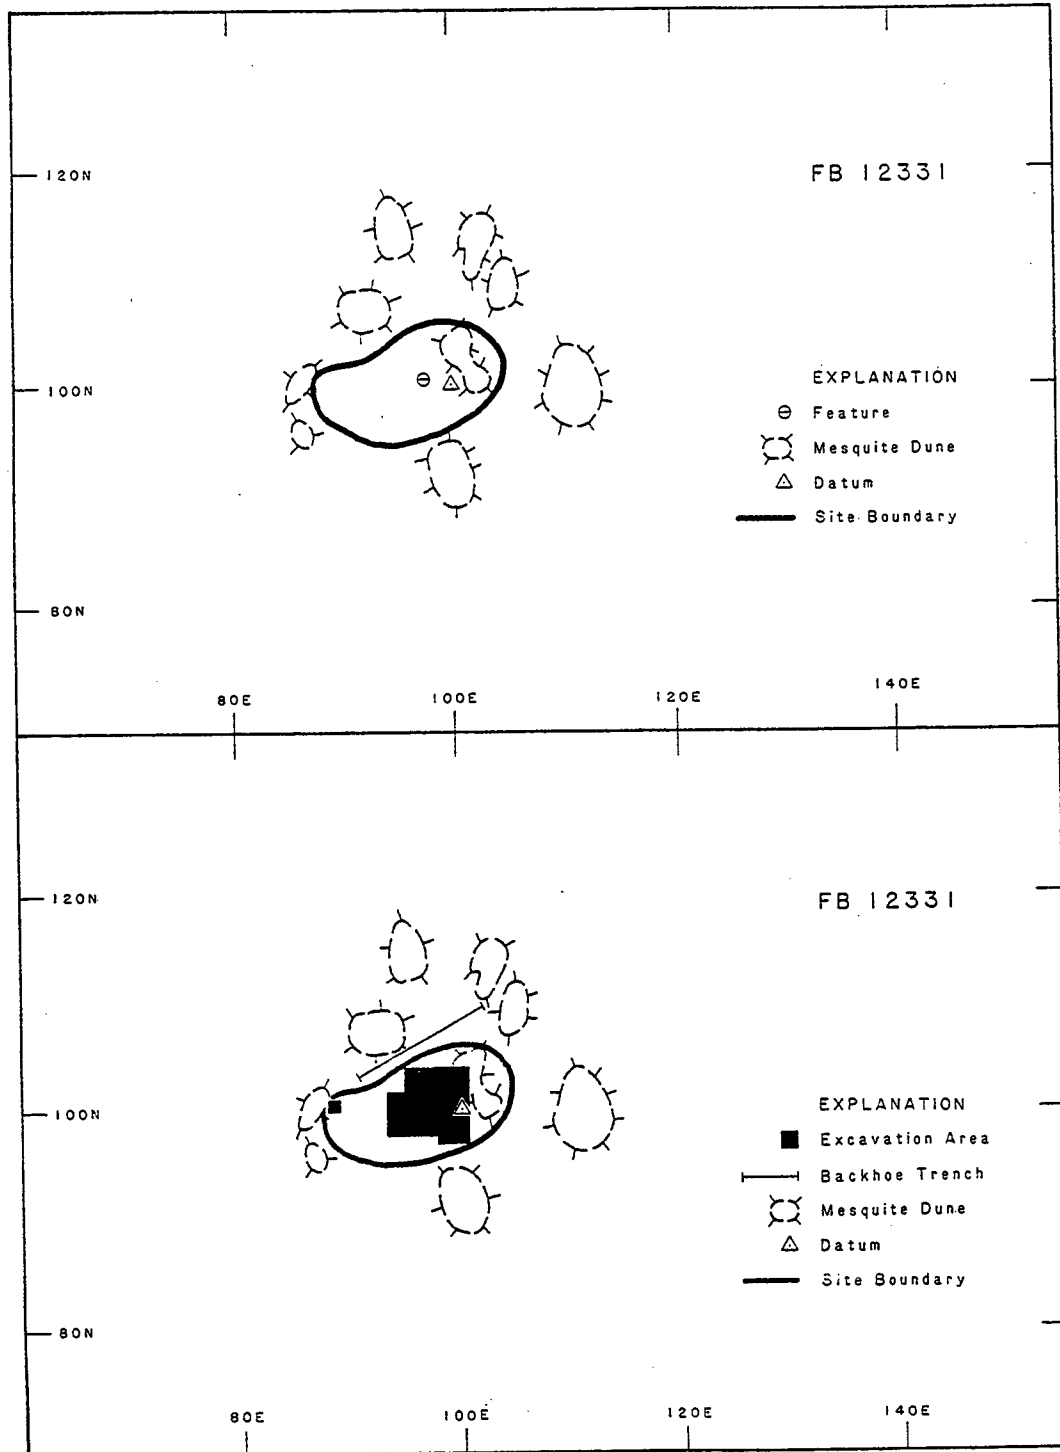 120N
FB 12331
100N
EXPLANATION
Feature
Mesquite Dune
Datum
Site Boundary
80N
80E 100E 120E 140E
120N
FB 12331
100N
EXPLANATION
Excavation Area
Backhoe Trench
Mesquite Dune
Datum
Site Boundary
80N
80E 100E 120E 140E